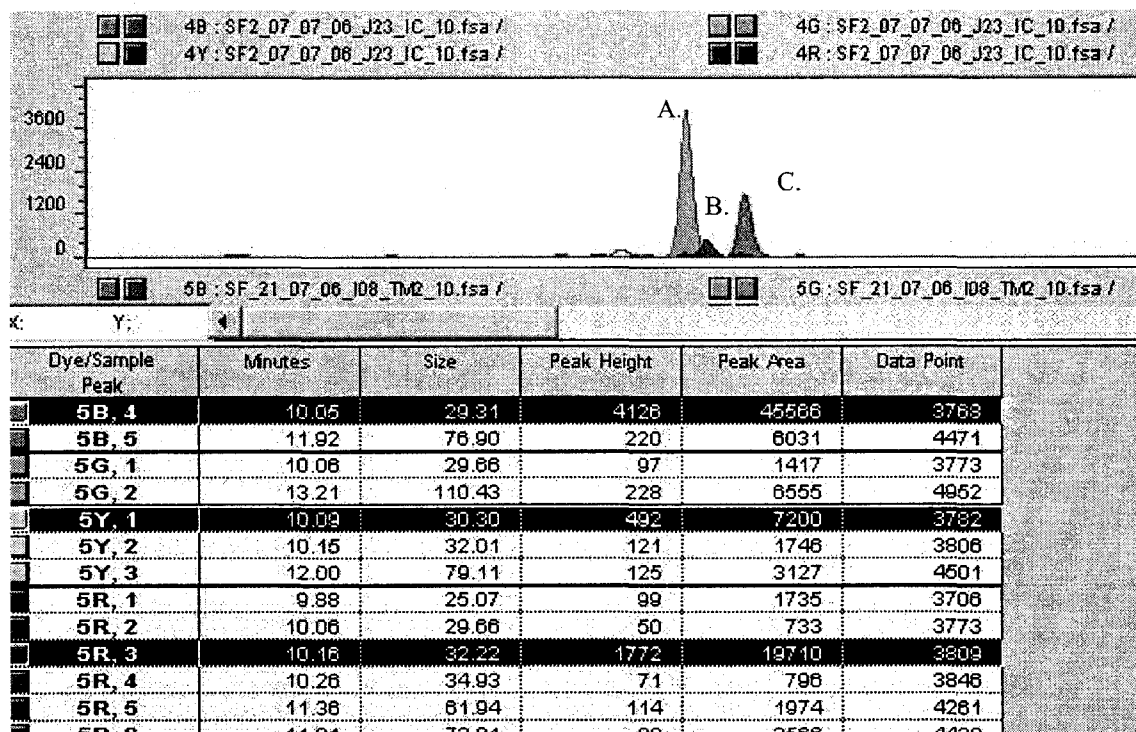 4B : SF2_07_07_06_J23_IC_10.fsa / 4G : SF2_07_07_06_J23_IC_10.fsa /
4Y : SF2_07_07_06_J23_IC_10.fsa / 4R : SF2_07_07_06_J23_IC_10.fsa /
3600
2400
1200
0
A.
B.
C.
5B : SF_21_07_06_I08_TM2_10.fsa / 5G : SF_21_07_06_I08_TM2_10.fsa /
X: Y:
Dye/Sample Peak Minutes Size Peak Height Peak Area Data Point
5B, 4 10.05 29.31 4126 45566 3768
5B, 5 11.92 76.90 220 6031 4471
5G, 1 10.06 29.66 97 1417 3773
5G, 2 13.21 110.43 228 6555 4952
5Y, 1 10.09 30.30 492 7200 3782
5Y, 2 10.15 32.01 121 1746 3806
5Y, 3 12.00 79.11 125 3127 4501
5R, 1 9.88 25.07 99 1735 3706
5R, 2 10.06 29.66 50 733 3773
5R, 3 10.16 32.22 1772 19710 3809
5R, 4 10.26 34.93 71 796 3846
5R, 5 11.36 61.94 114 1974 4261